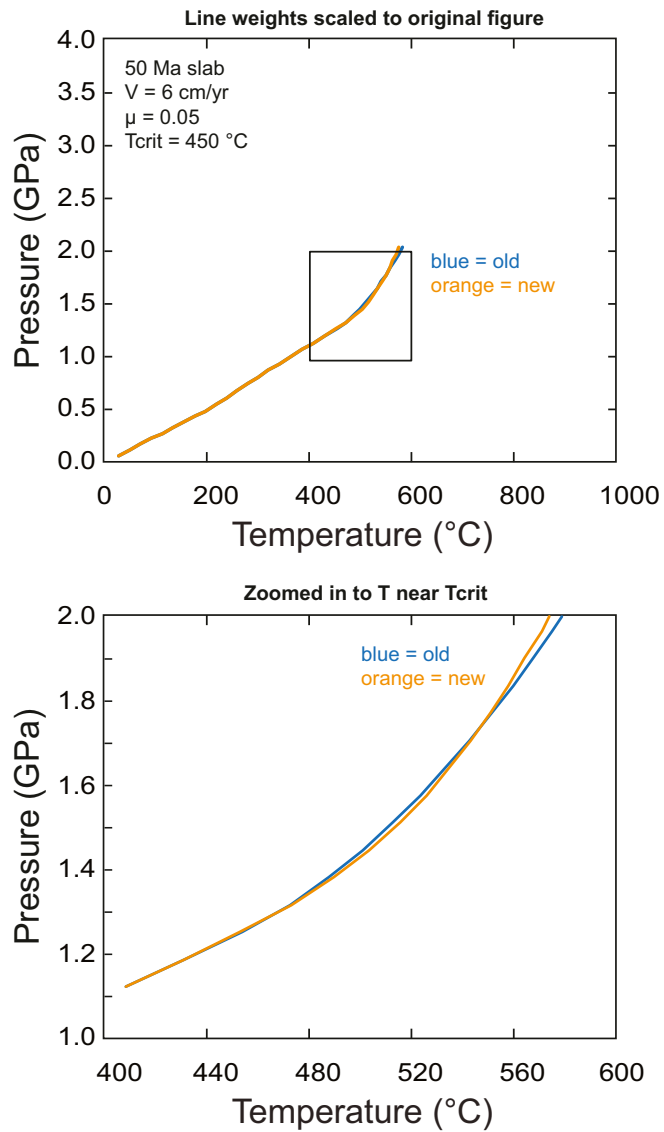 Line weights scaled to original figure
4.0
3.5
3.0
2.5
2.0
1.5
1.0
0.5
0.0
Pressure (GPa)
50 Ma slab
V = 6 cm/yr
μ = 0.05
Tcrit = 450 °C
blue = old
orange = new
0
200
400
600
800
1000
Temperature (°C)
Zoomed in to T near Tcrit
2.0
1.8
1.6
1.4
1.2
1.0
Pressure (GPa)
blue = old
orange = new
400
440
480
520
560
600
Temperature (°C)